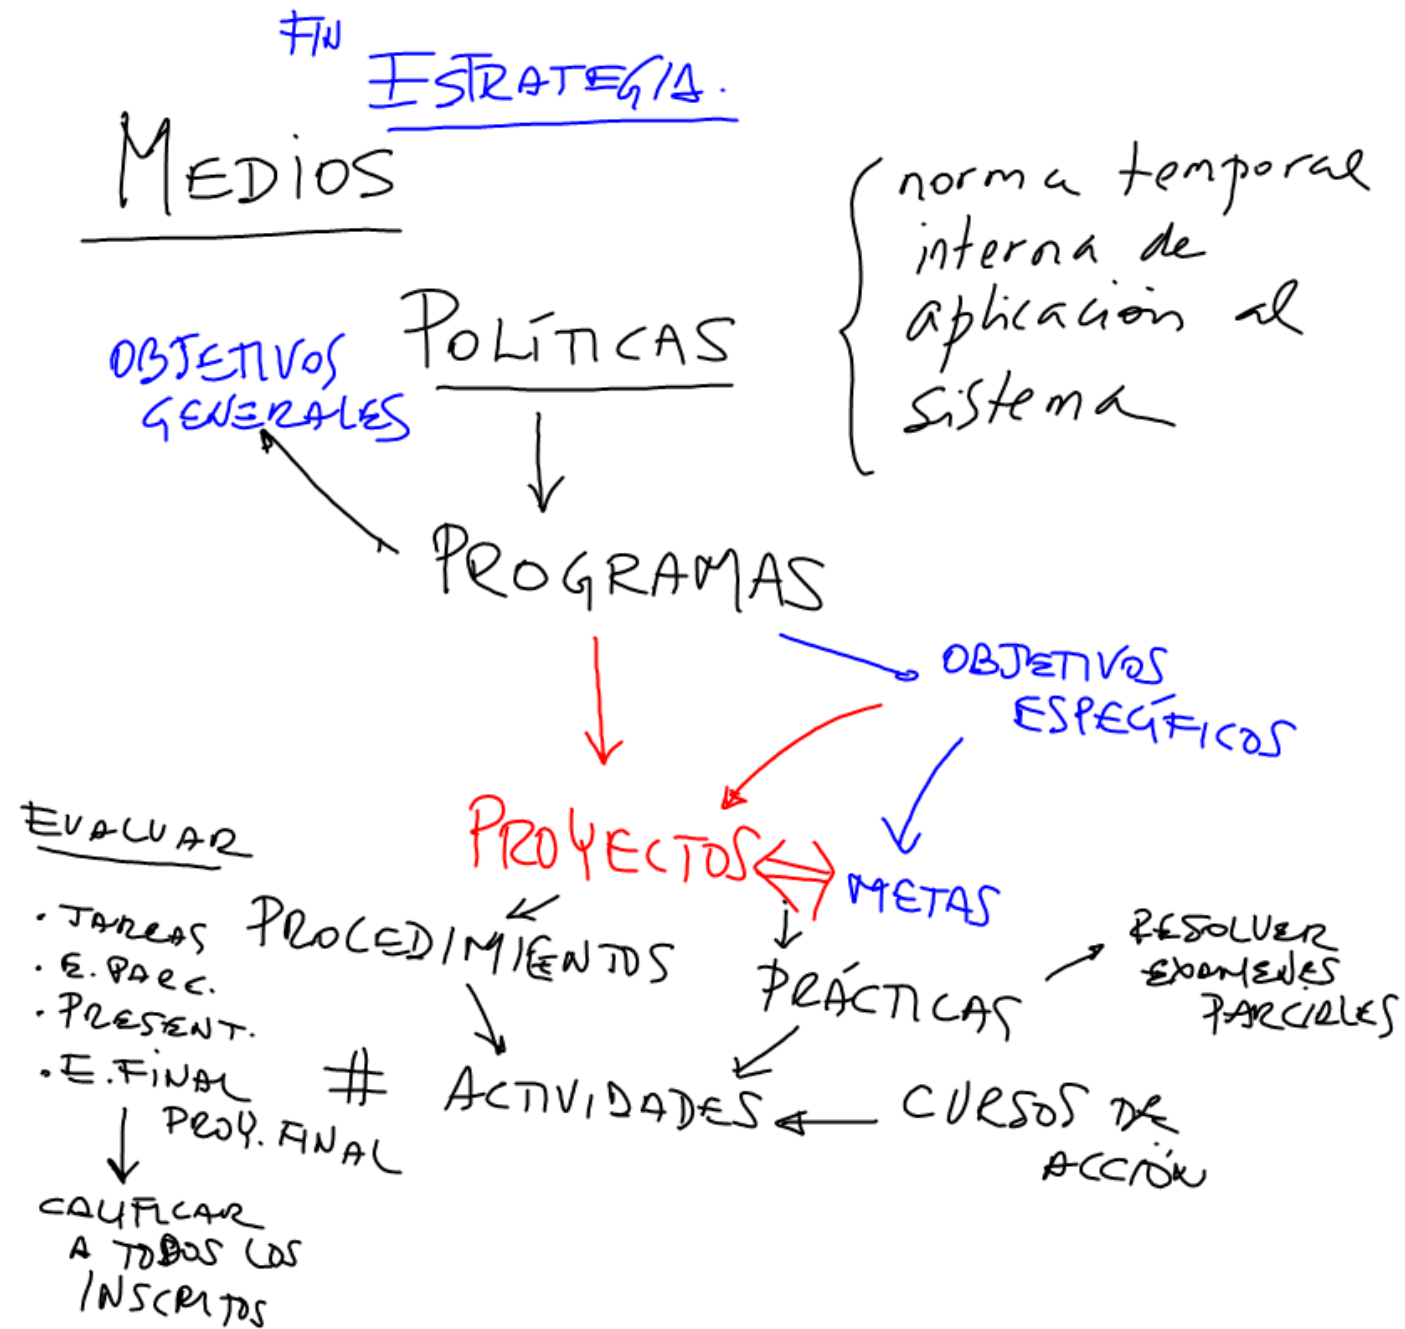 FIN
ESTRATEGIA.
MEDIOS
norma temporal
interna de
aplicación al
sistema
POLÍTICAS
OBJETIVOS
GENERALES
PROGRAMAS
OBJETIVOS
ESPECÍFICOS
PROYECTOS
METAS
EVALUAR
· TAREAS
· E. PARC.
· PRESENT.
· E. FINAL
PROY. FINAL
CALIFICAR
A TODOS LOS
INSCRITOS
PROCEDIMIENTOS
PRÁCTICAS
RESOLVER
EXAMENES
PARCIALES
# ACTIVIDADES
CURSOS DE
ACCIÓN